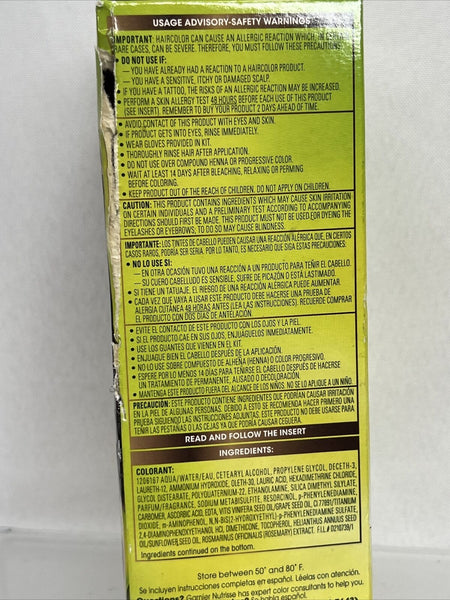 USAGE ADVISORY-SAFETY WARNINGS
IMPORTANT: HAIRCOLOR CAN CAUSE AN ALLERGIC REACTION WHICH, IN CERTAIN
RARE CASES, CAN BE SEVERE. THEREFORE, YOU MUST FOLLOW THESE PRECAUTIONS:
• DO NOT USE IF:
— YOU HAVE ALREADY HAD A REACTION TO A HAIRCOLOR PRODUCT.
— YOU HAVE A SENSITIVE, ITCHY OR DAMAGED SCALP.
• IF YOU HAVE A TATTOO, THE RISKS OF AN ALLERGIC REACTION MAY BE INCREASED.
• PERFORM A SKIN ALLERGY TEST 48 HOURS BEFORE EACH USE OF THIS PRODUCT
(SEE INSERT). REMEMBER TO BUY YOUR PRODUCT 2 DAYS AHEAD OF TIME.
• AVOID CONTACT OF THIS PRODUCT WITH EYES AND SKIN.
• IF PRODUCT GETS INTO EYES, RINSE IMMEDIATELY.
• WEAR GLOVES PROVIDED IN KIT.
• THOROUGHLY RINSE HAIR AFTER APPLICATION.
• DO NOT USE OVER COMPOUND HENNA OR PROGRESSIVE COLOR.
• WAIT AT LEAST 14 DAYS AFTER BLEACHING, RELAXING OR PERMING
BEFORE COLORING.
• KEEP PRODUCT OUT OF THE REACH OF CHILDREN. DO NOT APPLY ON CHILDREN.
CAUTION: THIS PRODUCT CONTAINS INGREDIENTS WHICH MAY CAUSE SKIN IRRITATION
ON CERTAIN INDIVIDUALS AND A PRELIMINARY TEST ACCORDING TO ACCOMPANYING
DIRECTIONS SHOULD FIRST BE MADE. THIS PRODUCT MUST NOT BE USED FOR DYEING THE
EYELASHES OR EYEBROWS; TO DO SO MAY CAUSE BLINDNESS.
IMPORTANTE: LOS TINTES DE CABELLO PUEDEN CAUSAR UNA REACCIÓN ALÉRGICA QUE, EN CIERTOS
CASOS RAROS, PODRÍA SER SERIA. POR LO TANTO, ES NECESARIO QUE SIGA ESTAS PRECAUCIONES:
• NO LO USE SI:
— EN OTRA OCASIÓN TUVO UNA REACCIÓN A UN PRODUCTO PARA TEÑIR EL CABELLO.
— SU CUERO CABELLUDO ES SENSIBLE, SUFRE DE PICAZÓN O ESTÁ LASTIMADO.
• SI TIENE UN TATUAJE, EL RIESGO DE UNA REACCIÓN ALÉRGICA PUEDE AUMENTAR.
• CADA VEZ QUE VAYA A USAR ESTE PRODUCTO DEBE HACERSE UNA PRUEBA DE
ALERGIA CUTÁNEA 48 HORAS ANTES (LEA LAS INSTRUCCIONES). RECUERDE COMPRAR
EL PRODUCTO CON DOS DÍAS DE ANTELACIÓN.
• EVITE EL CONTACTO DE ESTE PRODUCTO CON LOS OJOS Y LA PIEL.
• SI EL PRODUCTO CAE EN SUS OJOS, ENJUÁGUELOS INMEDIATAMENTE.
• USE LOS GUANTES QUE VIENEN EN EL KIT.
• ENJUAGUE BIEN EL CABELLO DESPUÉS DE LA APLICACIÓN.
• NO LO USE SOBRE COMPUTO DE ALHEÑA (HENNA) O COLOR PROGRESIVO.
• ESPERE POR LO MENOS 14 DÍAS PARA TEÑIRSE EL CABELLO DESPUÉS DE HACERSE
UN TRATAMIENTO DE PERMANENTE, ALISADO O DECOLORACIÓN.
• MANTENGA ESTE PRODUCTO FUERA DEL ALCANCE DE LOS NIÑOS. NO SE LO APLIQUE A UN NIÑO.
PRECAUCIÓN: ESTE PRODUCTO CONTIENE INGREDIENTES QUE PODRÍAN CAUSAR IRRITACIÓN
EN LA PIEL DE ALGUNAS PERSONAS. DEBIDO A ESTO SE RECOMIENDA HACER PRIMERO UNA
PRUEBA SIGUIENDO LAS INSTRUCCIONES ADJUNTAS. ESTE PRODUCTO NO DEBE USARSE PARA
TEÑIR LAS PESTAÑAS O LAS CEJAS YA QUE PODRÍA CAUSAR CEGUERA.
READ AND FOLLOW THE INSERT
INGREDIENTS:
COLORANT:
1206167 AQUA/WATER/EAU, CETEARYL ALCOHOL, PROPYLENE GLYCOL, DECETH-3,
LAURETH-12, AMMONIUM HYDROXIDE, OLETH-30, LAURIC ACID, HEXADIMETHRINE CHLORIDE,
GLYCOL DISTEARATE, POLYQUATERNIUM-22, ETHANOLAMINE, SILICA DIMETHYL SILYLATE,
PARFUM/FRAGRANCE, SODIUM METABISULFITE, RESORCINOL, p-PHENYLENEDIAMINE,
CARBOMER, ASCORBIC ACID, EDTA, VITIS VINIFERA SEED OIL/GRAPE SEED OIL, CI 77891/TITANIUM
DIOXIDE, m-AMINOPHENOL, N,N-BIS(2-HYDROXYETHYL)-p-PHENYLENEDIAMINE SULFATE,
2,4-DIAMINOPHENOXYETHANOL HCl, DIMETHICONE, TOCOPHEROL, HELIANTHUS ANNUUS SEED
OIL/SUNFLOWER SEED OIL, ROSMARINUS OFFICINALIS (ROSEMARY) EXTRACT. F.I.L. # D210739/1
Ingredients continued on the bottom.
Store between 50° and 80° F.
Se incluyen instrucciones completas en español. Léelas con atención.
Questions? Garnier Nutrisse Se habla español.